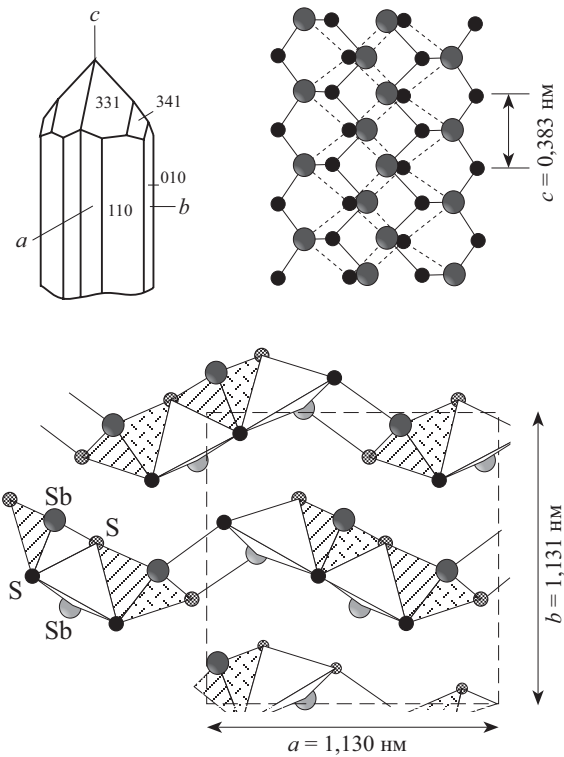 c
331
341
010
110
b
a
c = 0,383 нм
Sb
S
S
Sb
b = 1,131 нм
a = 1,130 нм